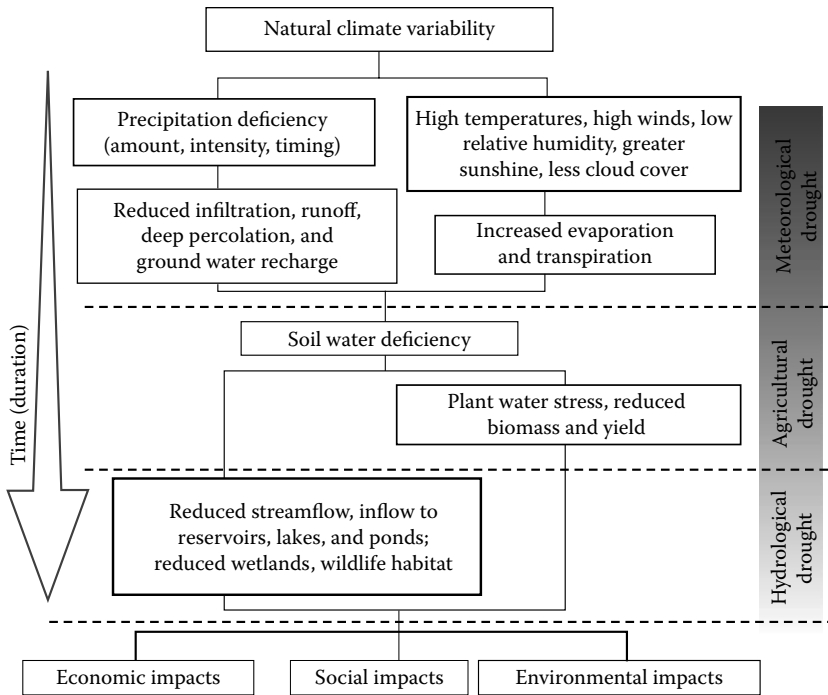 Natural climate variability
Precipitation deficiency
(amount, intensity, timing)
High temperatures, high winds, low
relative humidity, greater
sunshine, less cloud cover
Reduced infiltration, runoff,
deep percolation, and
ground water recharge
Increased evaporation
and transpiration
Meteorological
drought
Soil water deficiency
Plant water stress, reduced
biomass and yield
Agricultural
drought
Time (duration)
Reduced streamflow, inflow to
reservoirs, lakes, and ponds;
reduced wetlands, wildlife habitat
Hydrological
drought
Economic impacts
Social impacts
Environmental impacts